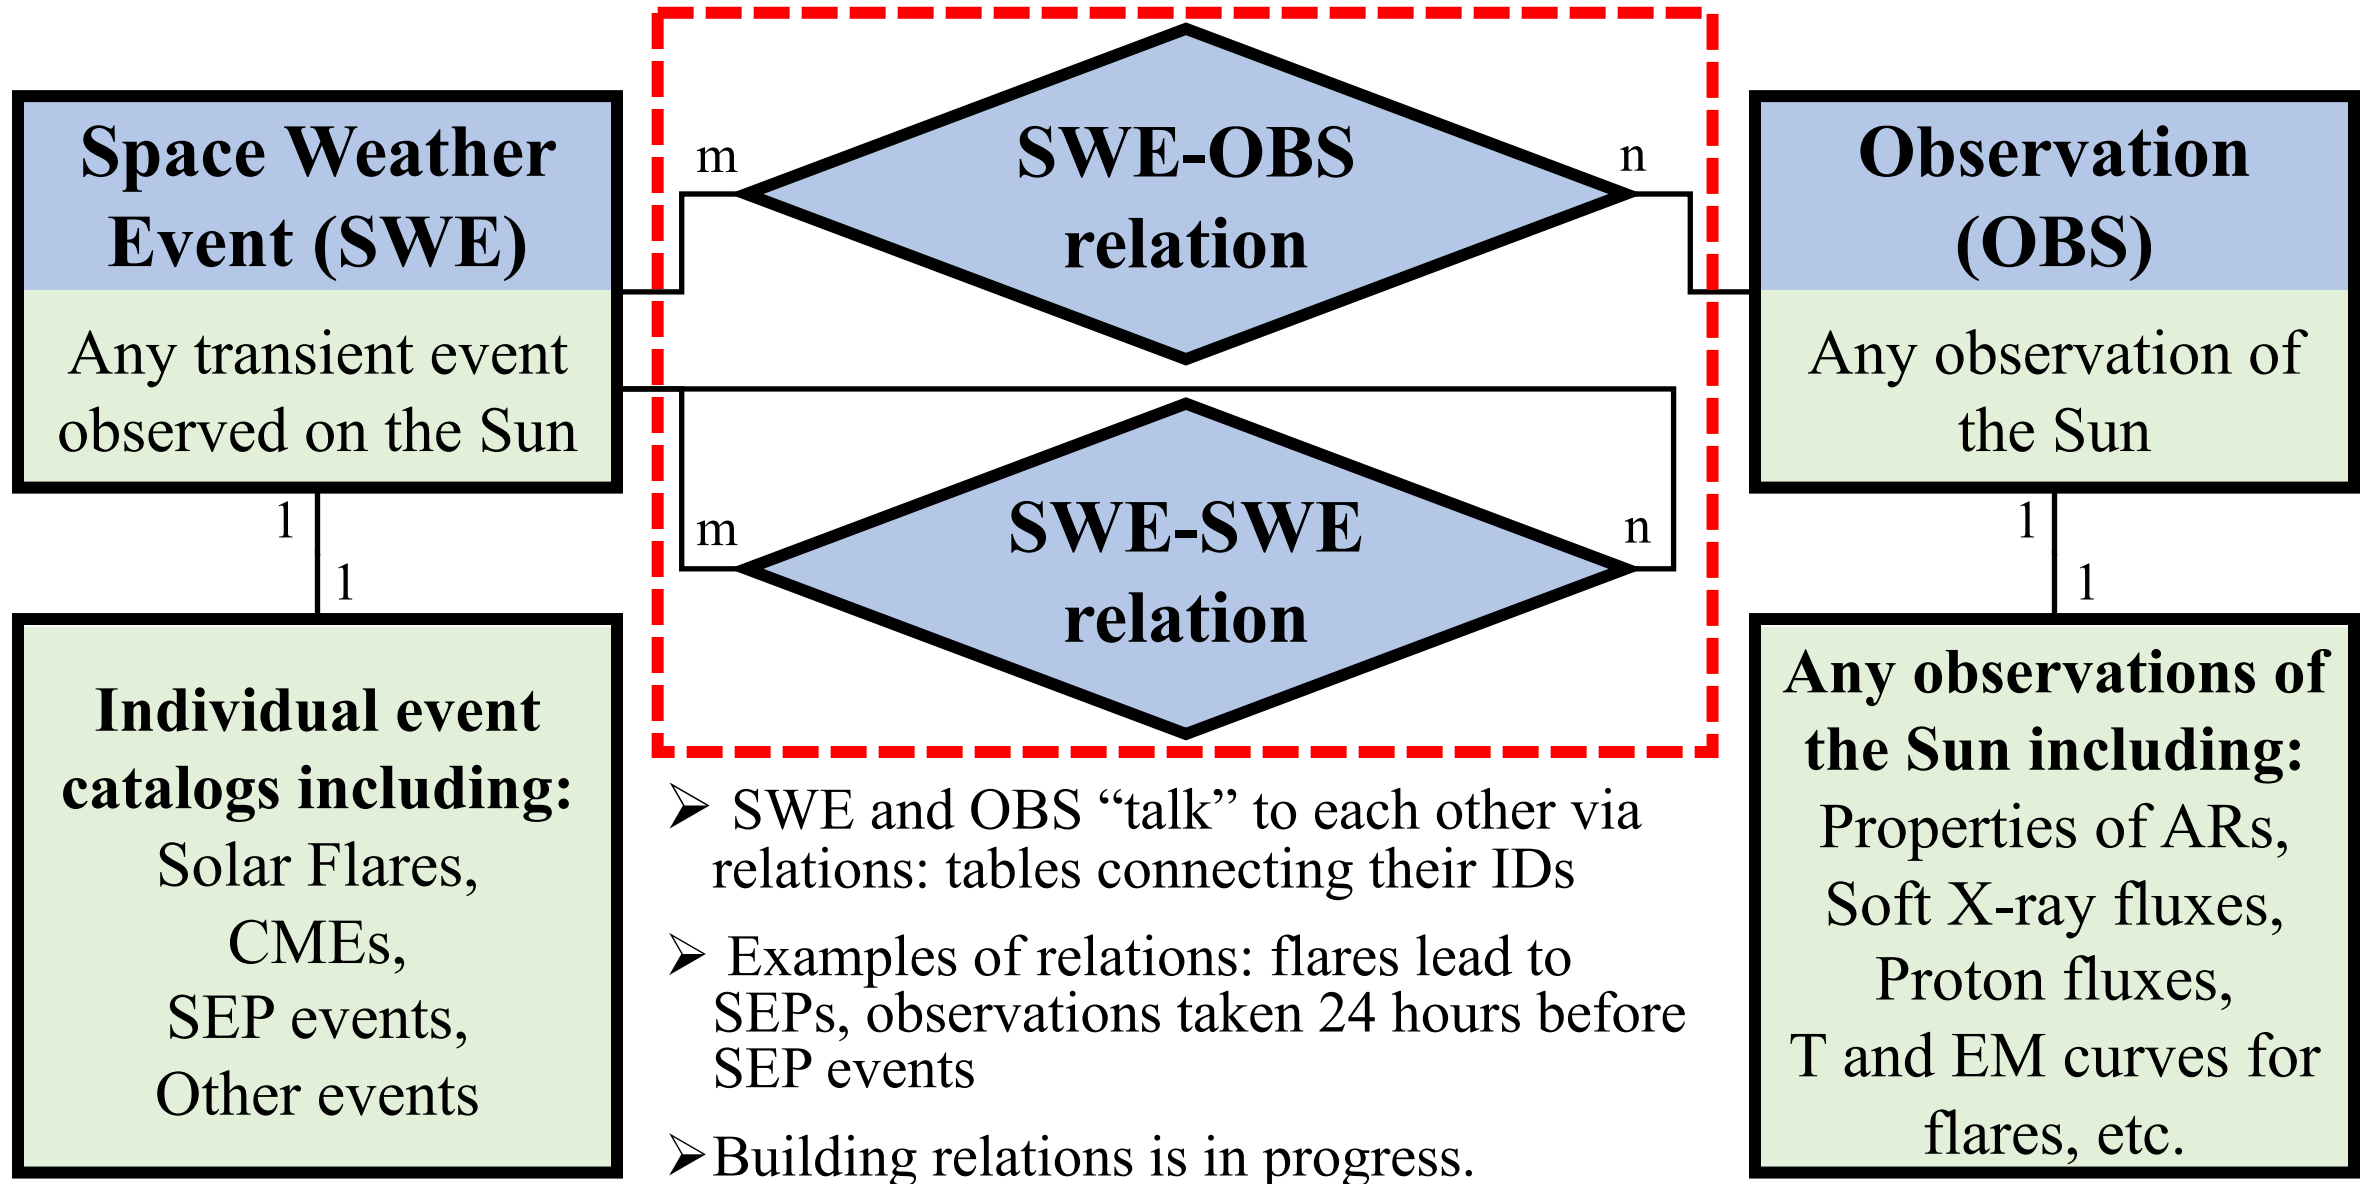 Space Weather
Event (SWE)
Any transient event
observed on the Sun
m
SWE-OBS
relation
n
Observation
(OBS)
Any observation of
the Sun
m
SWE-SWE
relation
n
1
1
Individual event
catalogs including:
Solar Flares,
CMEs,
SEP events,
Other events
➢ SWE and OBS “talk” to each other via
relations: tables connecting their IDs
➢ Examples of relations: flares lead to
SEPs, observations taken 24 hours before
SEP events
➢ Building relations is in progress.
1
1
Any observations of
the Sun including:
Properties of ARs,
Soft X-ray fluxes,
Proton fluxes,
T and EM curves for
flares, etc.